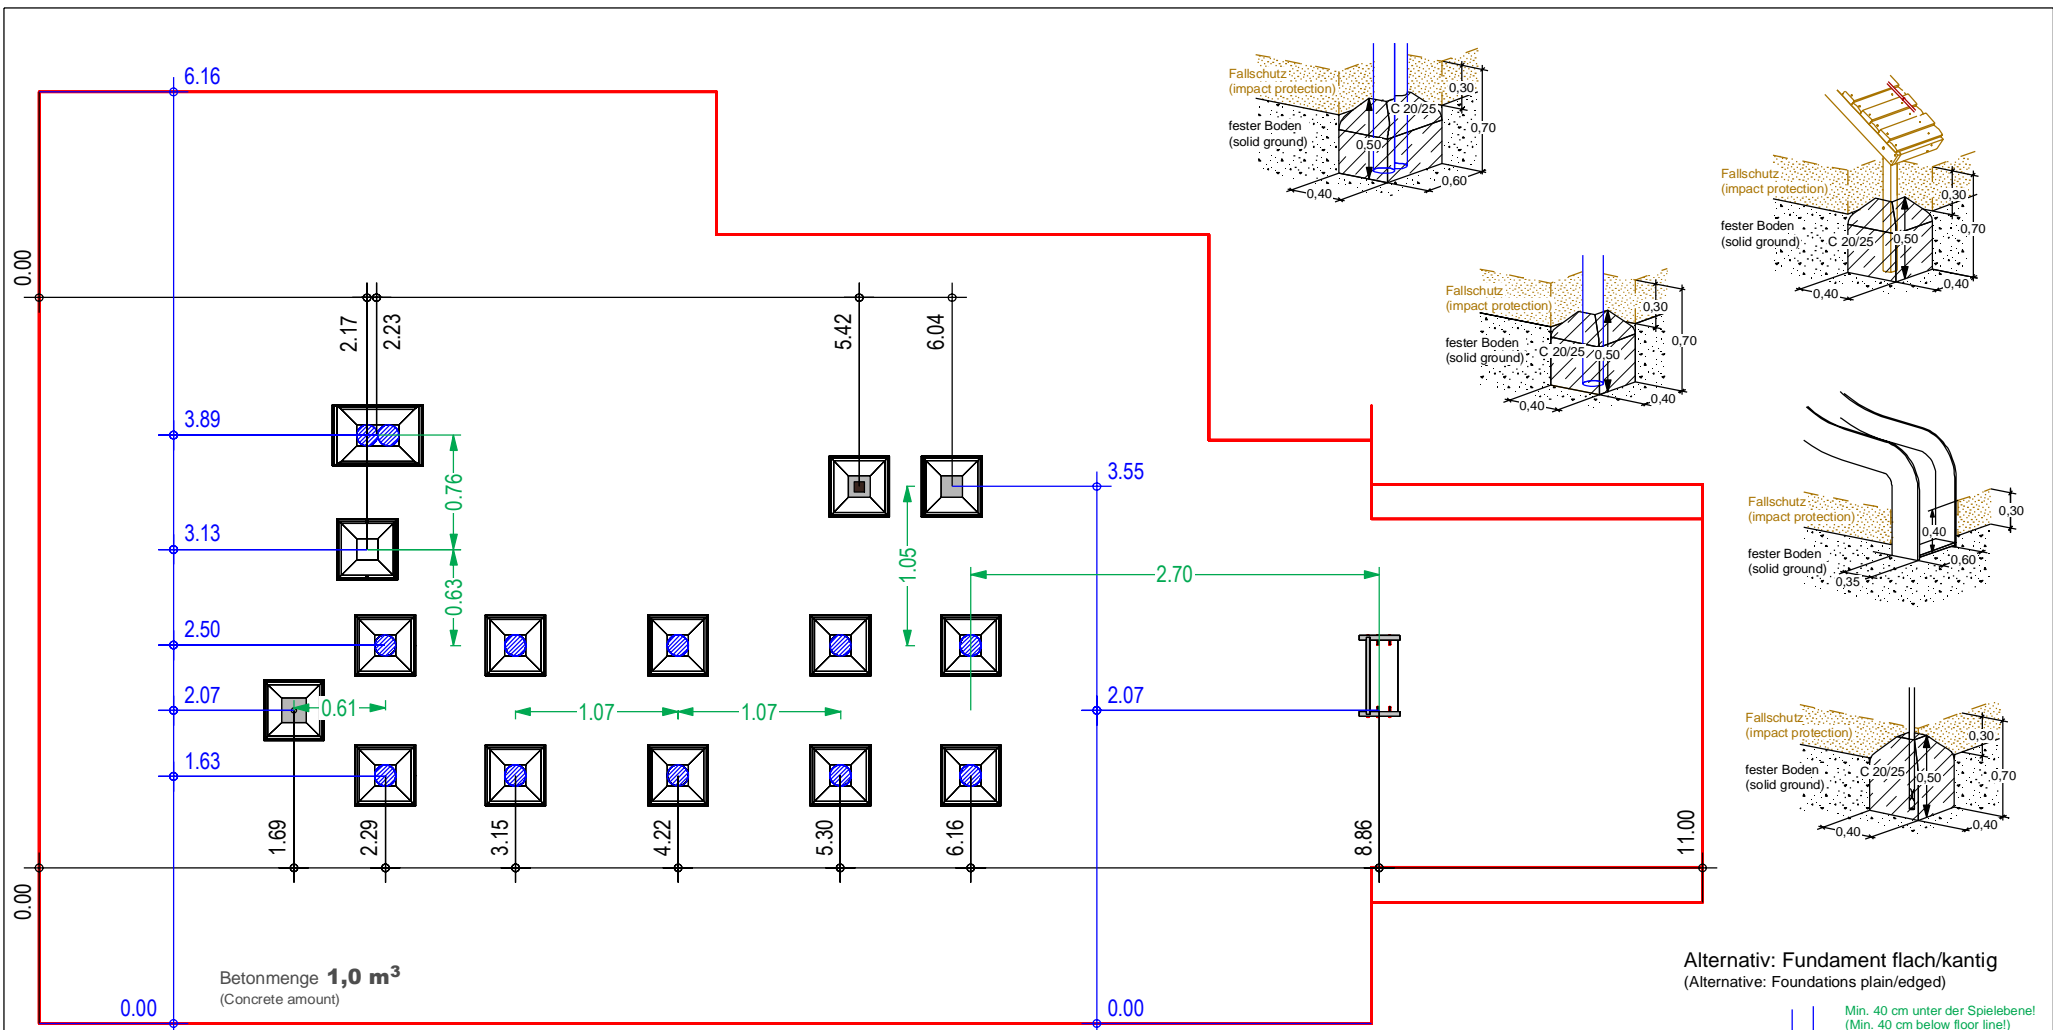 6.16
0.00
2.17
2.23
5.42
6.04
3.89
3.13
2.50
2.07
1.63
0.76
0.63
0.61
1.07
1.07
1.05
2.70
3.55
2.07
1.69
2.29
3.15
4.22
5.30
6.16
8.86
11.00
0.00
0.00
0.00
Betonmenge 1,0 m³
(Concrete amount)
Fallschutz
(impact protection)
fester Boden
(solid ground)
C 20/25
0,30
0,70
0,50
0,40
0,60
Fallschutz
(impact protection)
fester Boden
(solid ground)
C 20/25
0,30
0,70
0,50
0,40
0,40
Fallschutz
(impact protection)
fester Boden
(solid ground)
C 20/25
0,30
0,70
0,50
0,40
0,40
Fallschutz
(impact protection)
fester Boden
(solid ground)
0,30
0,40
0,60
0,35
Fallschutz
(impact protection)
fester Boden
(solid ground)
C 20/25
0,30
0,70
0,50
0,40
0,40
Alternativ: Fundament flach/kantig
(Alternative: Foundations plain/edged)
Min. 40 cm unter der Spielebene!
(Min. 40 cm below floor line!)